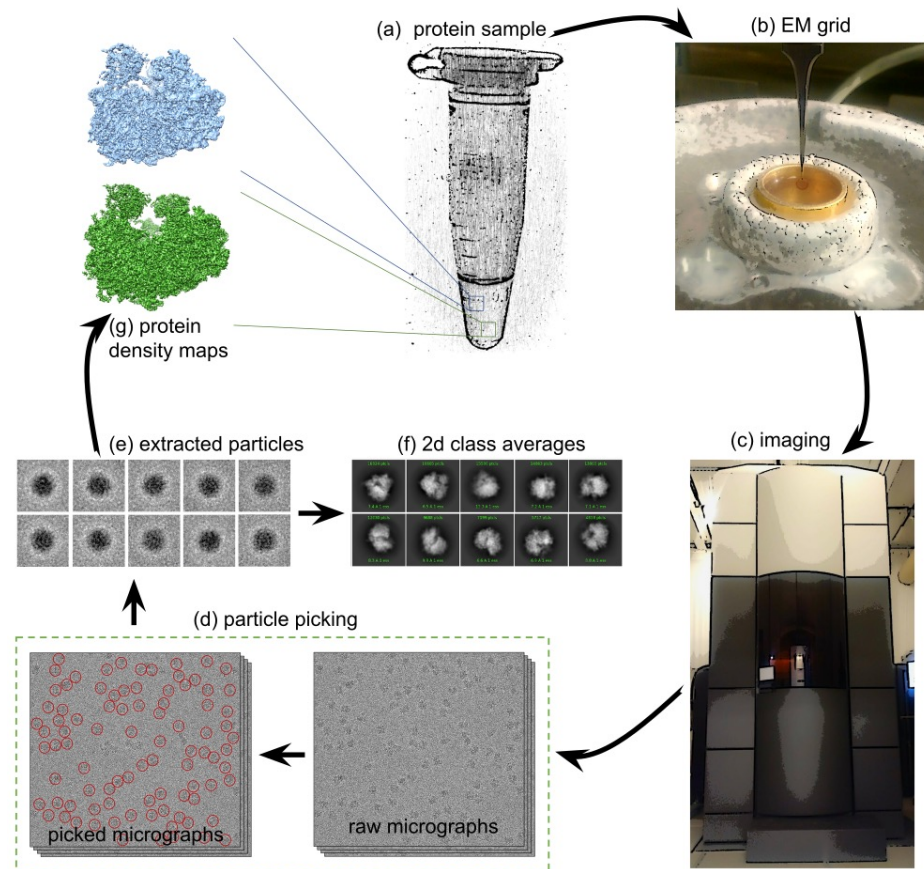 (a) protein sample
(b) EM grid
(g) protein
density maps
(c) imaging
(e) extracted particles
(f) 2d class averages
(d) particle picking
picked micrographs
raw micrographs